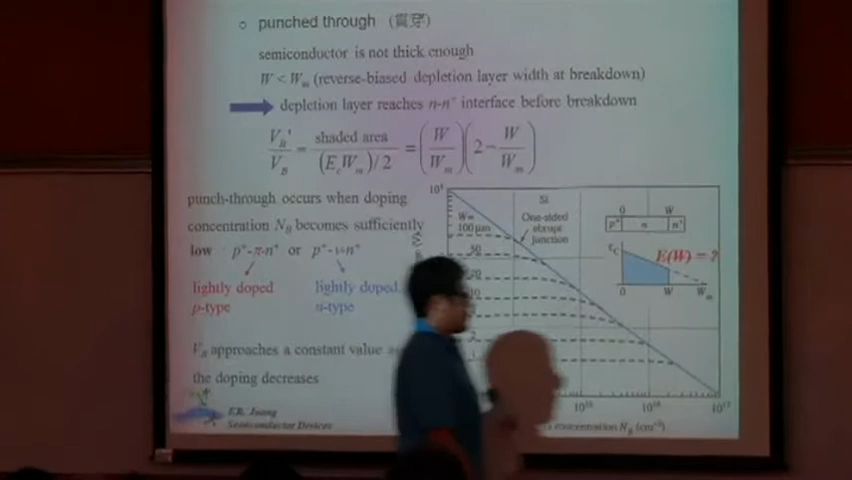 punched through (貫穿)
semiconductor is not thick enough
W < Wm (reverse-biased depletion layer width at breakdown)
depletion layer reaches n-n+ interface before breakdown
VB'/VB = shaded area/(EcWm)/2 = (W/Wm)(2 − W/Wm)
punch-through occurs when doping
concentration NB becomes sufficiently
low p+-π-n+ or p+-ν-n+
lightly doped
p-type
lightly doped
n-type
VB approaches a constant value
the doping decreases
F.R. Juang
Semiconductor Devices
Si
W=
100 μm
One-sided
abrupt
junction
50
20
10
0 W
p+ n n+
E(W) = ?
0 W Wm
concentration NB (cm-3)